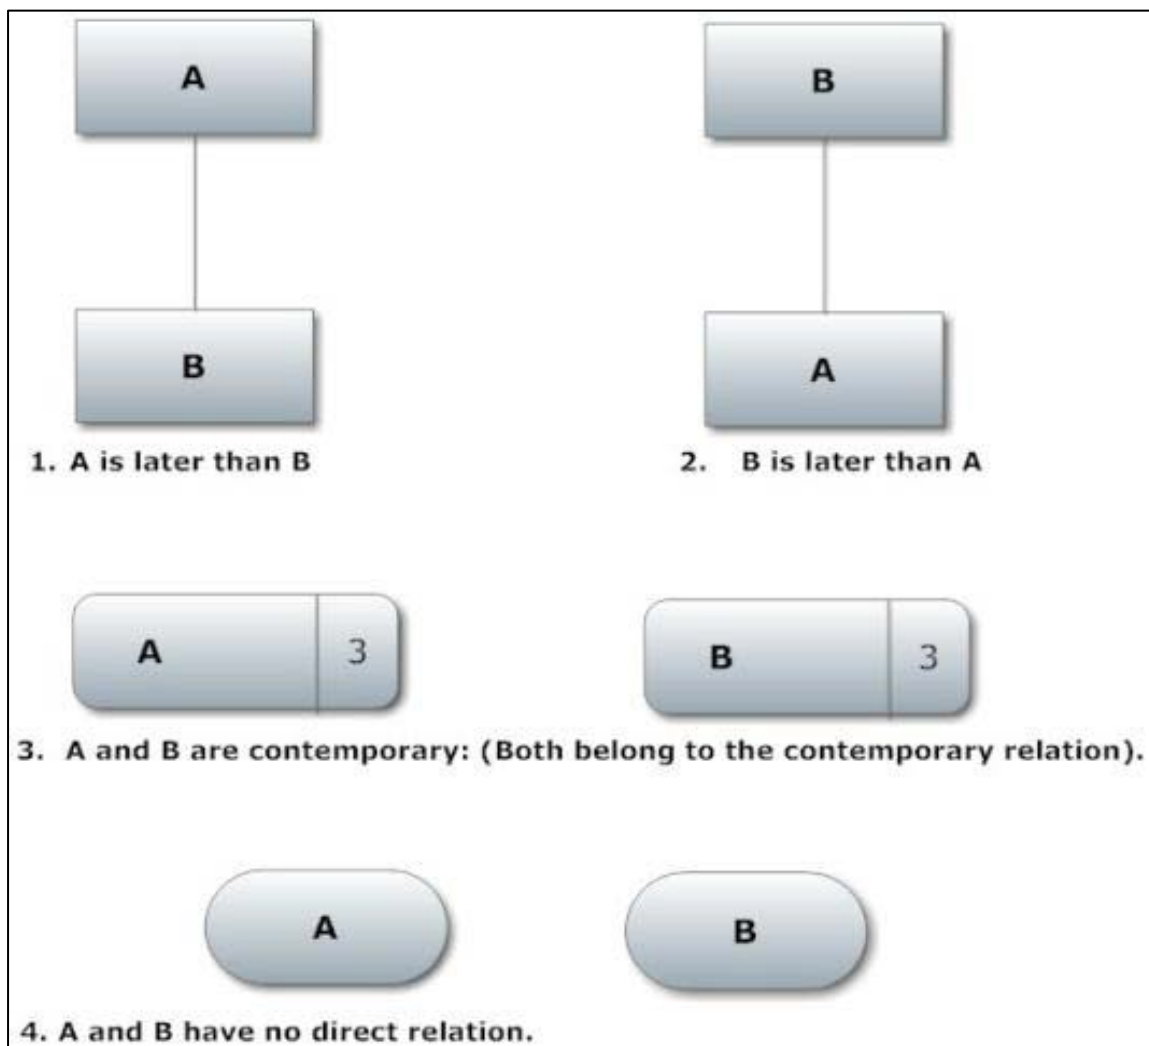 A
B
B
A
1. A is later than B
2. B is later than A
A 3
B 3
3. A and B are contemporary: (Both belong to the contemporary relation).
A
B
4. A and B have no direct relation.